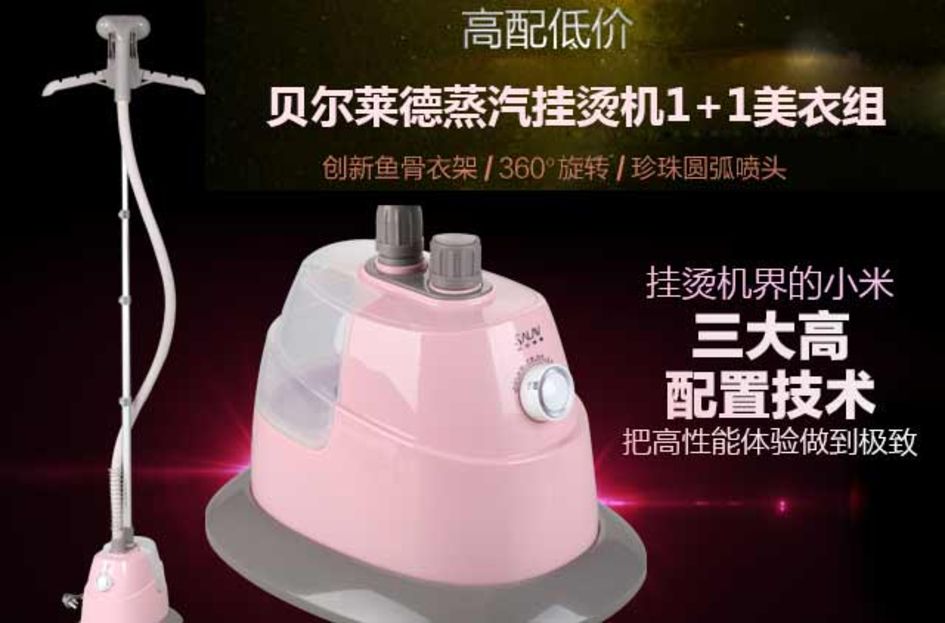 高配低价
贝尔莱德蒸汽挂烫机1+1美衣组
创新鱼骨衣架/360°旋转/珍珠圆弧喷头
挂烫机界的小米
三大高
配置技术
把高性能体验做到极致